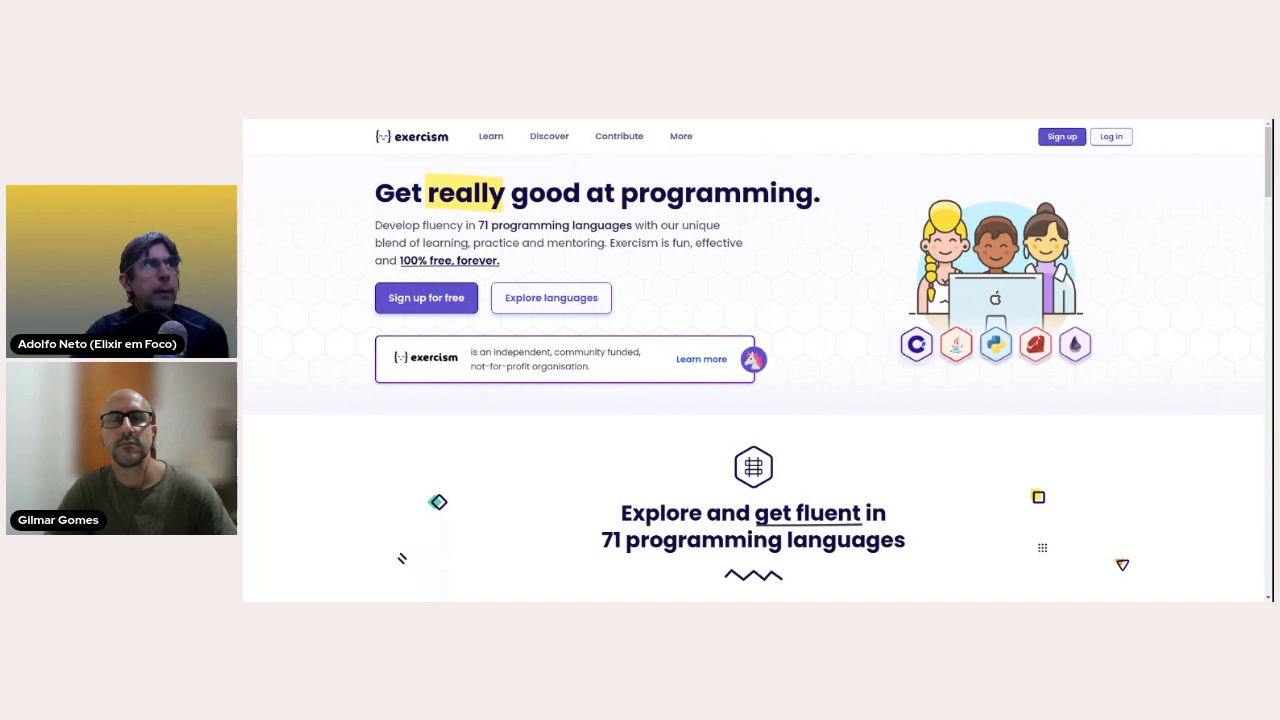 exercism
Learn
Discover
Contribute
More
Sign up
Log in
Get really good at programming.
Develop fluency in 71 programming languages with our unique
blend of learning, practice and mentoring. Exercism is fun, effective
and 100% free, forever.
Sign up for free
Explore languages
exercism
is an independent, community funded,
not-for-profit organisation.
Learn more
Adolfo Neto (Elixir em Foco)
Gilmar Gomes
Explore and get fluent in
71 programming languages